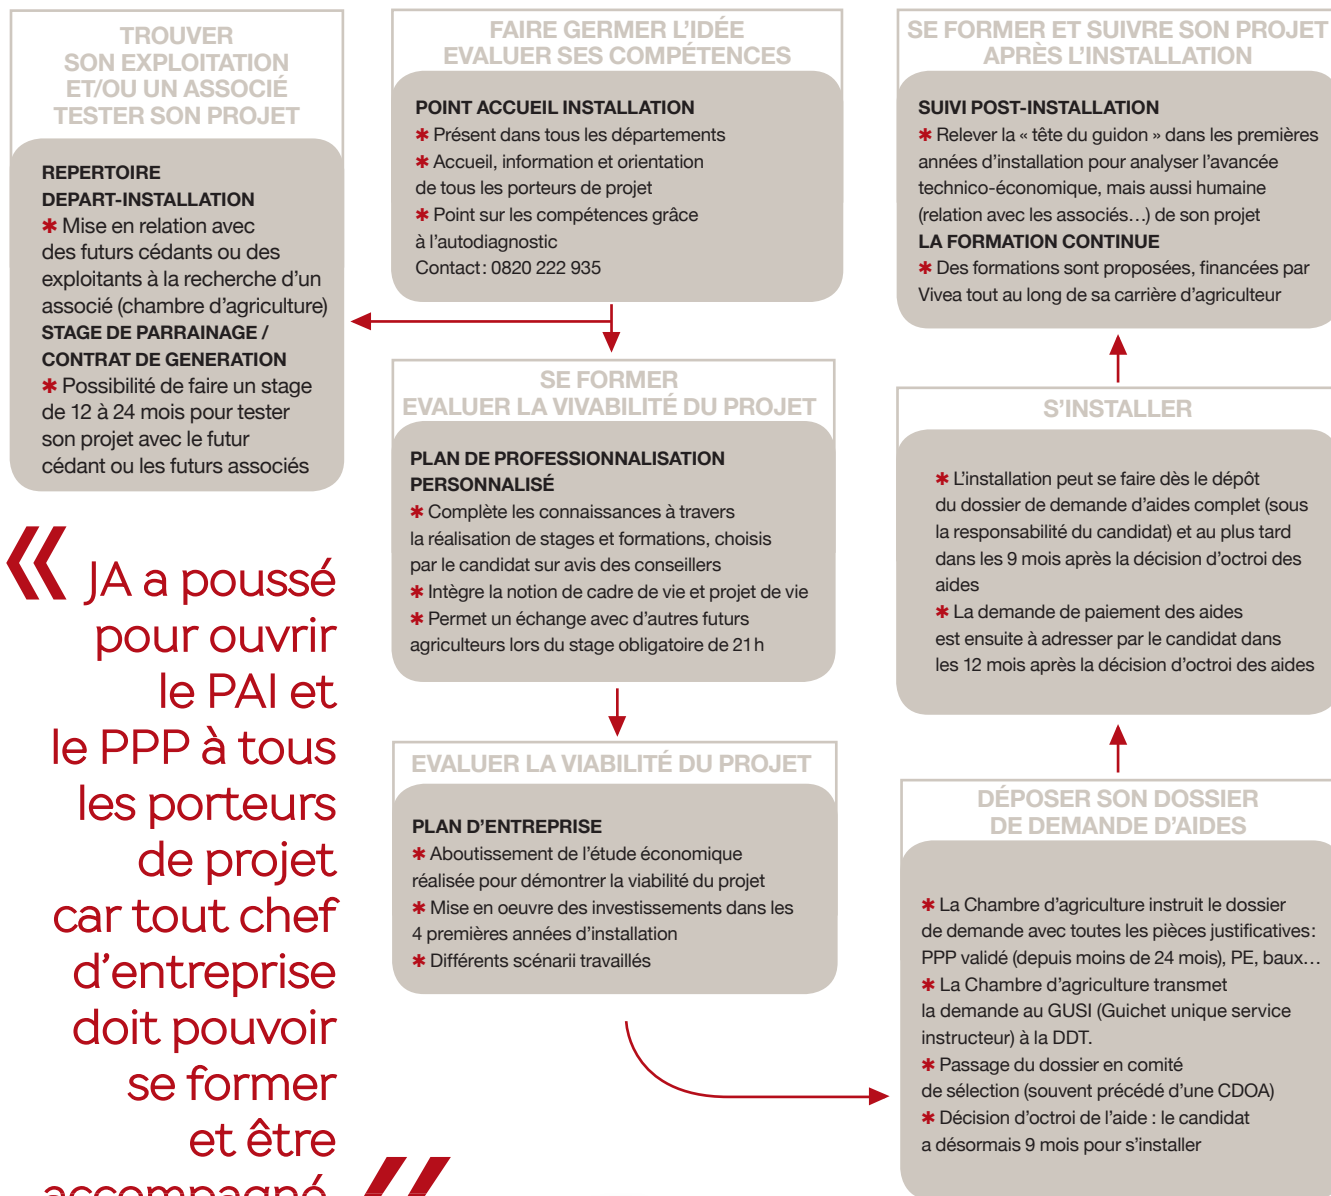 TROUVER
SON EXPLOITATION
ET/OU UN ASSOCIÉ
TESTER SON PROJET
REPERTOIRE
DEPART-INSTALLATION
✱ Mise en relation avec
des futurs cédants ou des
exploitants à la recherche d’un
associé (chambre d’agriculture)
STAGE DE PARRAINAGE /
CONTRAT DE GENERATION
✱ Possibilité de faire un stage
de 12 à 24 mois pour tester
son projet avec le futur
cédant ou les futurs associés
« JA a poussé
pour ouvrir
le PAI et
le PPP à tous
les porteurs
de projet
car tout chef
d’entreprise
doit pouvoir
se former
et être
accompagné. «
FAIRE GERMER L’IDÉE
EVALUER SES COMPÉTENCES
POINT ACCUEIL INSTALLATION
✱ Présent dans tous les départements
✱ Accueil, information et orientation
de tous les porteurs de projet
✱ Point sur les compétences grâce
à l’autodiagnostic
Contact : 0820 222 935
SE FORMER
EVALUER LA VIVABILITÉ DU PROJET
PLAN DE PROFESSIONNALISATION
PERSONNALISÉ
✱ Complète les connaissances à travers
la réalisation de stages et formations, choisis
par le candidat sur avis des conseillers
✱ Intègre la notion de cadre de vie et projet de vie
✱ Permet un échange avec d’autres futurs
agriculteurs lors du stage obligatoire de 21 h
EVALUER LA VIABILITÉ DU PROJET
PLAN D’ENTREPRISE
✱ Aboutissement de l’étude économique
réalisée pour démontrer la viabilité du projet
✱ Mise en oeuvre des investissements dans les
4 premières années d’installation
✱ Différents scénarii travaillés
SE FORMER ET SUIVRE SON PROJET
APRÈS L’INSTALLATION
SUIVI POST-INSTALLATION
✱ Relever la « tête du guidon » dans les premières
années d’installation pour analyser l’avancée
technico-économique, mais aussi humaine
(relation avec les associés…) de son projet
LA FORMATION CONTINUE
✱ Des formations sont proposées, financées par
Vivea tout au long de sa carrière d’agriculteur
S’INSTALLER
✱ L’installation peut se faire dès le dépôt
du dossier de demande d’aides complet (sous
la responsabilité du candidat) et au plus tard
dans les 9 mois après la décision d’octroi des
aides
✱ La demande de paiement des aides
est ensuite à adresser par le candidat dans
les 12 mois après la décision d’octroi des aides
DÉPOSER SON DOSSIER
DE DEMANDE D’AIDES
✱ La Chambre d’agriculture instruit le dossier
de demande avec toutes les pièces justificatives :
PPP validé (depuis moins de 24 mois), PE, baux…
✱ La Chambre d’agriculture transmet
la demande au GUSI (Guichet unique service
instructeur) à la DDT.
✱ Passage du dossier en comité
de sélection (souvent précédé d’une CDOA)
✱ Décision d’octroi de l’aide : le candidat
a désormais 9 mois pour s’installer